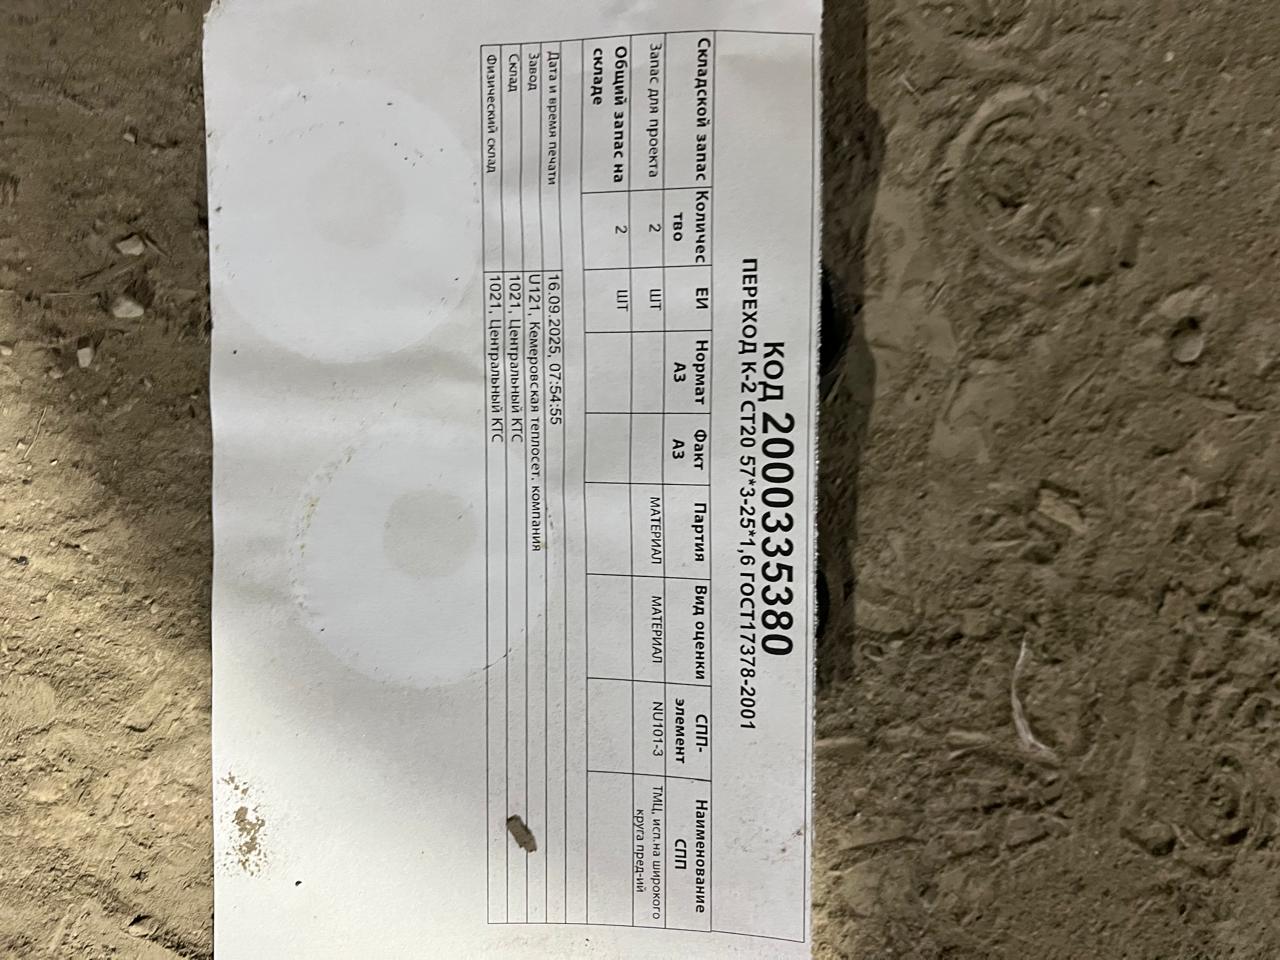 КОД 2000335380
ПЕРЕХОД К-2 СТ20 57*3-25*1,6 ГОСТ17378-2001
Складской запас Количес тво ЕИ Нормат АЗ Факт АЗ Партия Вид оценки СПП- элемент Наименование СПП
Запас для проекта 2 ШТ МАТЕРИАЛ МАТЕРИАЛ NU101-3 ТМЦ, исп.на широкого круга пред-ий
Общий запас на складе 2 ШТ
Дата и время печати 16.09.2025, 07:54:55
Завод U121, Кемеровская теплосет. компания
Склад 1021, Центральный КТС
Физический склад 1021, Центральный КТС